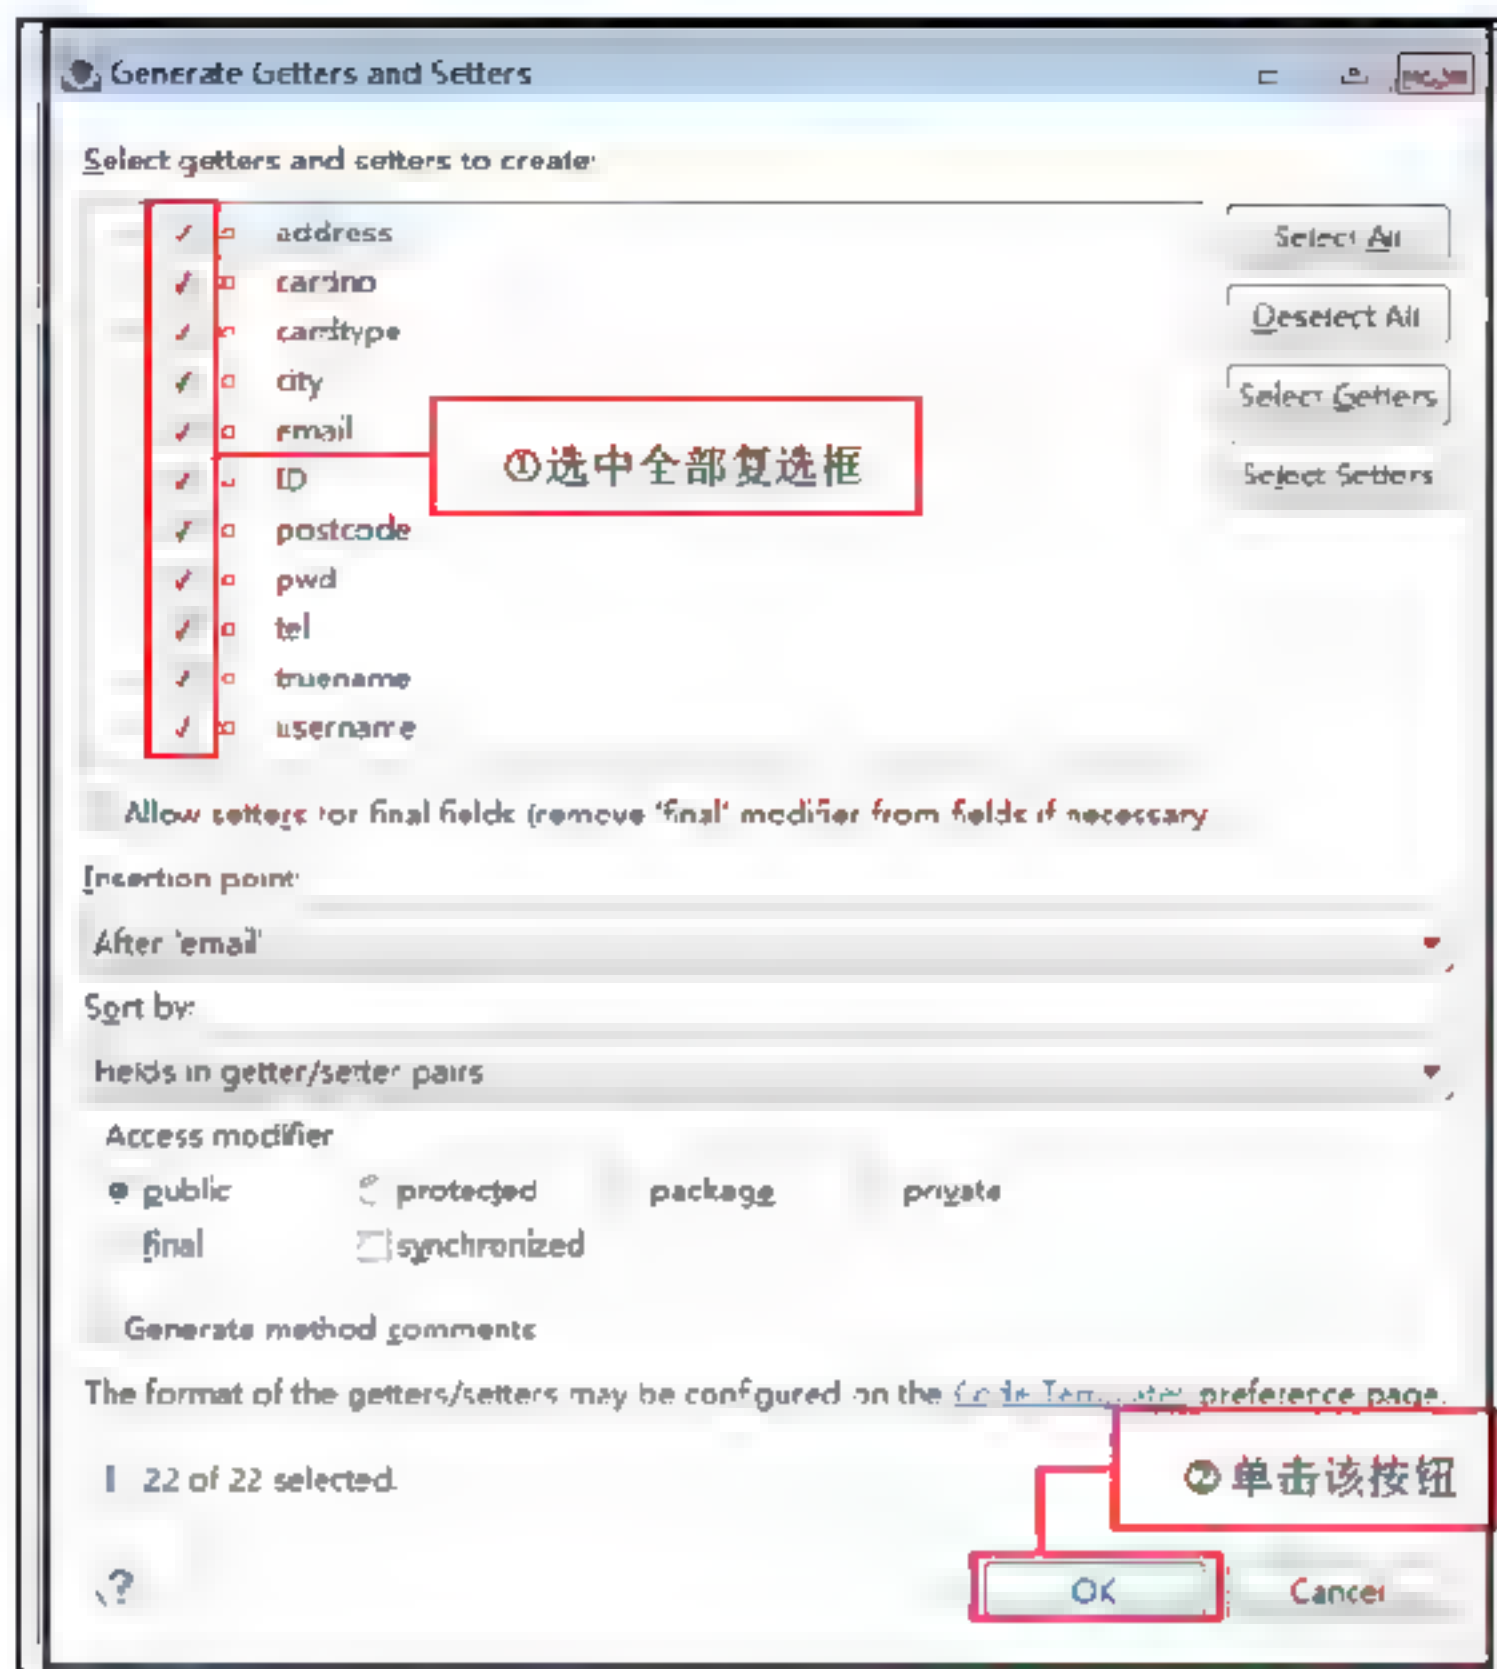 Generate Getters and Setters
Select getters and setters to create:
address
Select All
cardno
cardtype
Deselect All
city
Select Getters
email
①选中全部复选框
ID
Select Setters
postcode
pwd
tel
truename
username
Allow setters for final fields (remove 'final' modifier from fields if necessary
Insertion point:
After 'email'
Sort by:
Fields in getter/setter pairs
Access modifier
public protected package private
final synchronized
Generate method comments
The format of the getters/setters may be configured on the Code Templates preference page.
②单击该按钮
22 of 22 selected.
?
OK Cancel